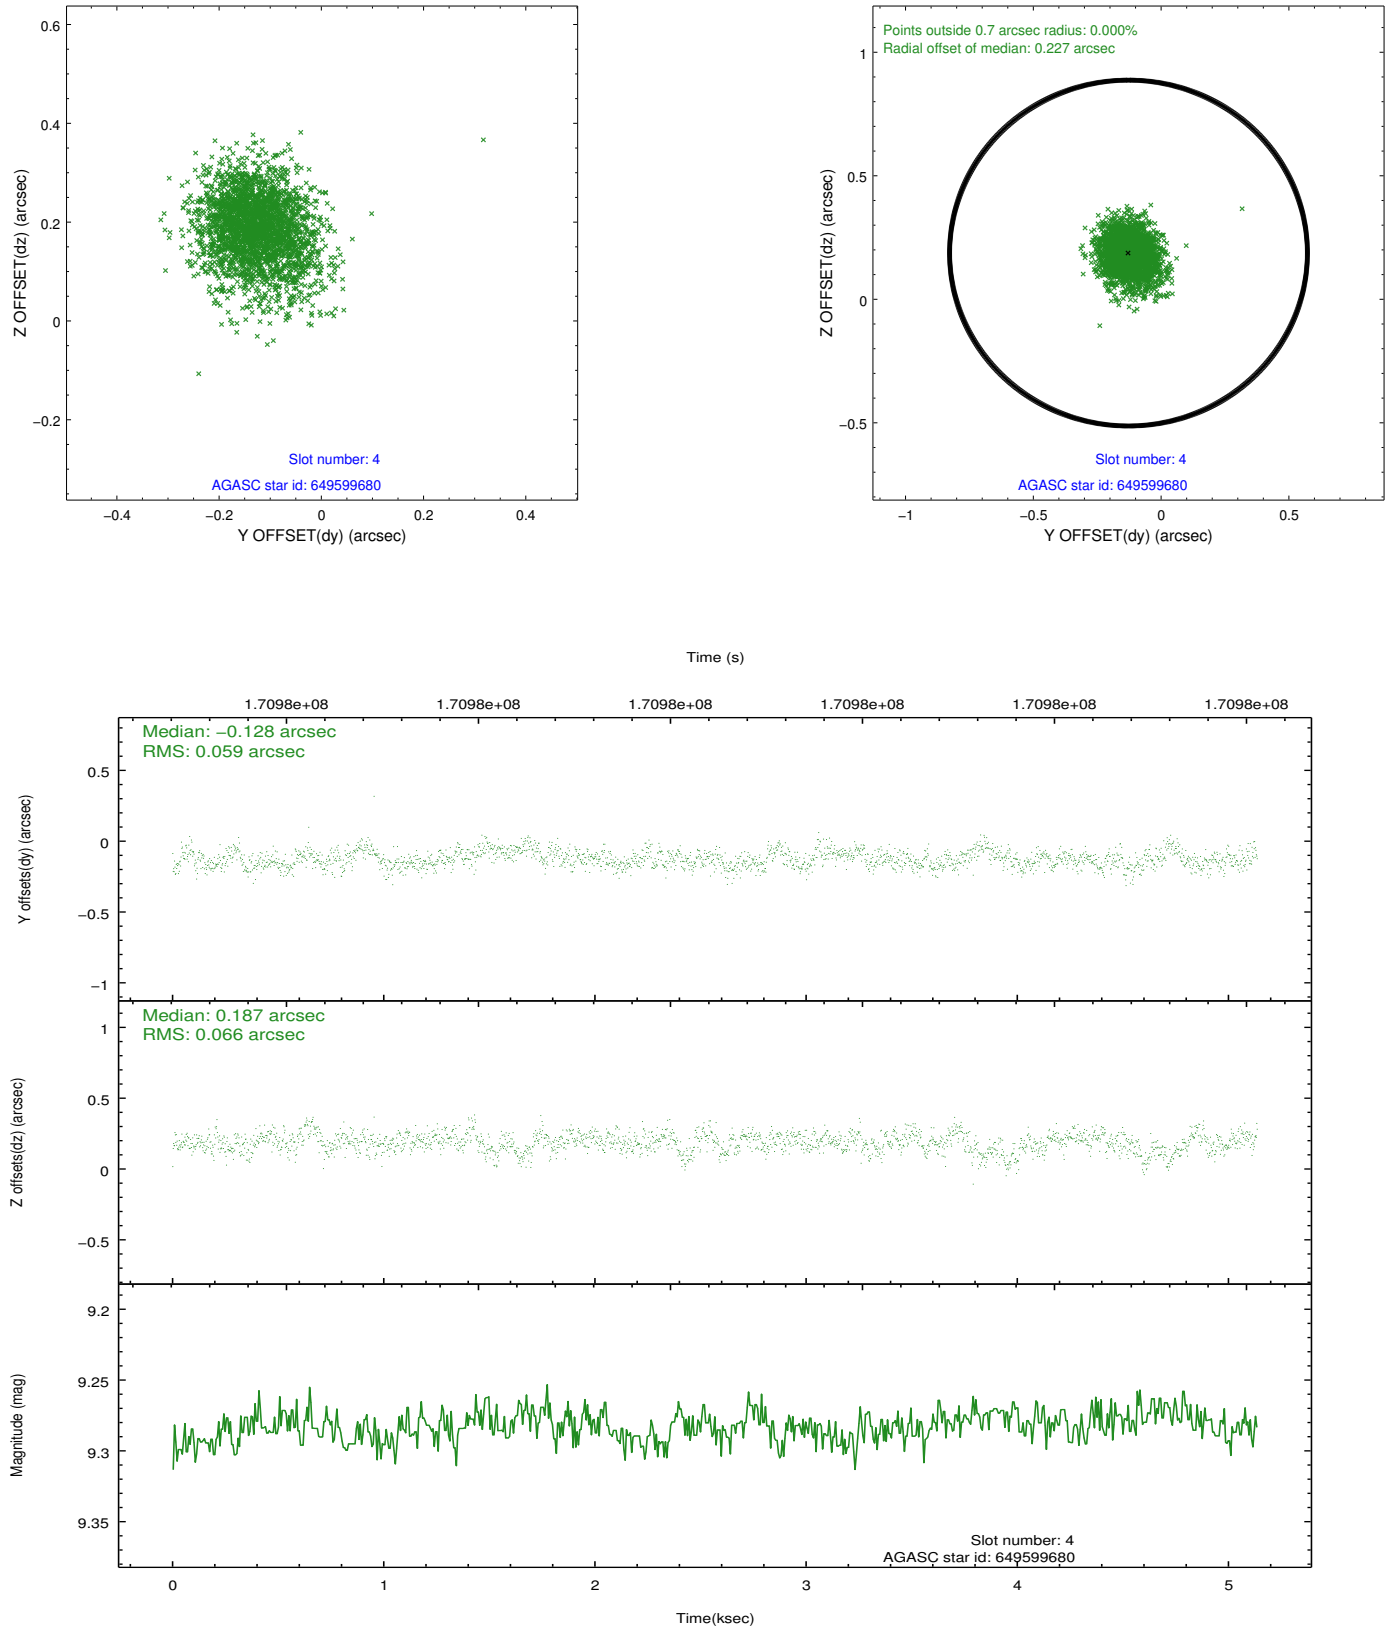 0.6
0.4
0.2
0
−0.2
Z OFFSET(dz) (arcsec)
Slot number: 4
AGASC star id: 649599680
−0.4 −0.2 0 0.2 0.4
Y OFFSET(dy) (arcsec)
Points outside 0.7 arcsec radius: 0.000%
Radial offset of median: 0.227 arcsec
1
0.5
0
−0.5
Z OFFSET(dz) (arcsec)
Slot number: 4
AGASC star id: 649599680
−1 −0.5 0 0.5
Y OFFSET(dy) (arcsec)
Time (s)
1.7098e+08 1.7098e+08 1.7098e+08 1.7098e+08 1.7098e+08 1.7098e+08
Median: −0.128 arcsec
RMS: 0.059 arcsec
0.5
0
−0.5
−1
Y offsets(dy) (arcsec)
Median: 0.187 arcsec
RMS: 0.066 arcsec
1
0.5
0
−0.5
Z offsets(dz) (arcsec)
9.2
9.25
9.3
9.35
Magnitude (mag)
Slot number: 4
AGASC star id: 649599680
0 1 2 3 4 5
Time(ksec)